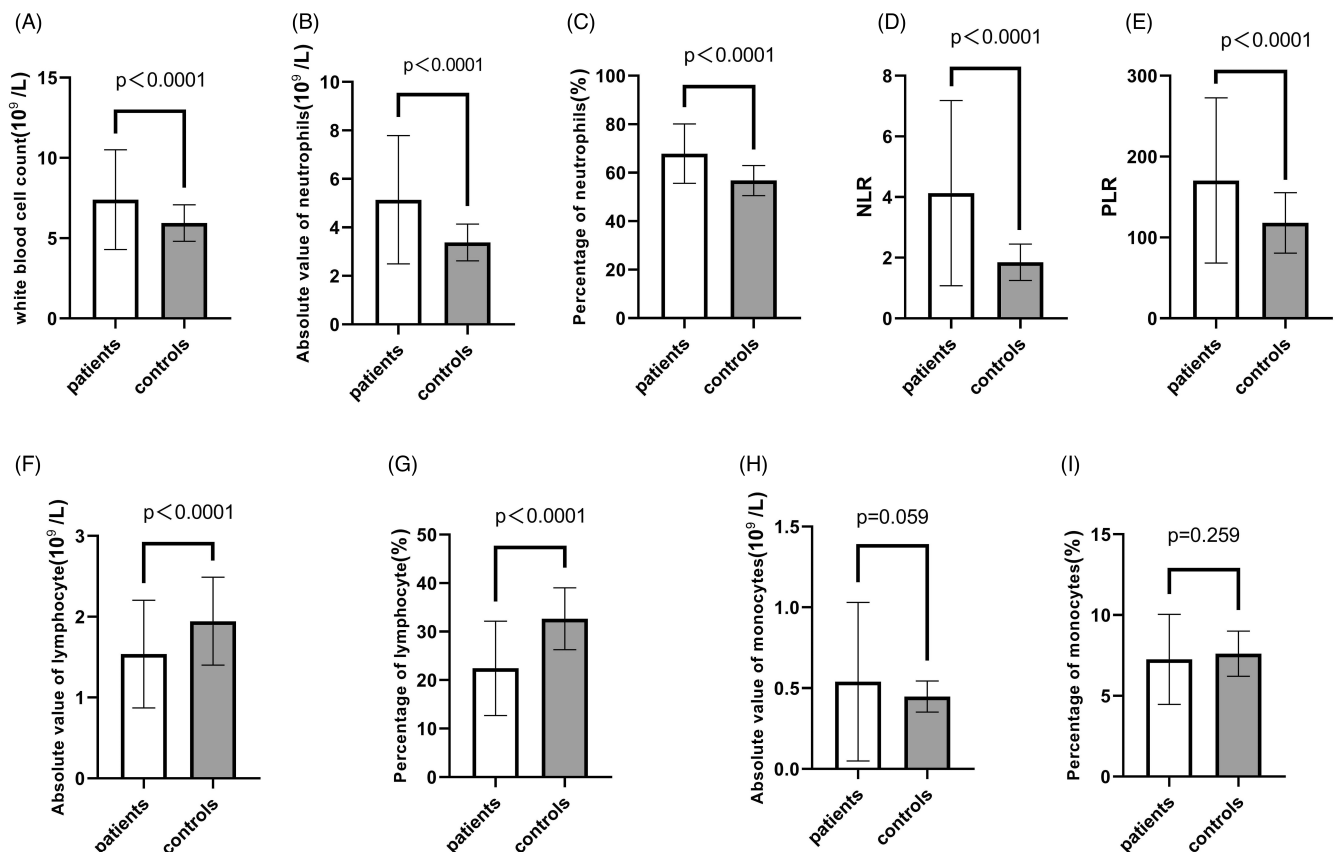 (A)
white blood cell count(10⁹/L)
15
10
5
0
p<0.0001
patients
controls
(B)
Absolute value of neutrophils(10⁹/L)
10
8
6
4
2
0
p<0.0001
patients
controls
(C)
Percentage of neutrophils(%)
100
80
60
40
20
0
p<0.0001
patients
controls
(D)
NLR
8
6
4
2
0
p<0.0001
patients
controls
(E)
PLR
300
200
100
0
p<0.0001
patients
controls
(F)
Absolute value of lymphocyte(10⁹/L)
3
2
1
0
p<0.0001
patients
controls
(G)
Percentage of lymphocyte(%)
50
40
30
20
10
0
p<0.0001
patients
controls
(H)
Absolute value of monocytes(10⁹/L)
1.5
1.0
0.5
0.0
p=0.059
patients
controls
(I)
Percentage of monocytes(%)
15
10
5
0
p=0.259
patients
controls